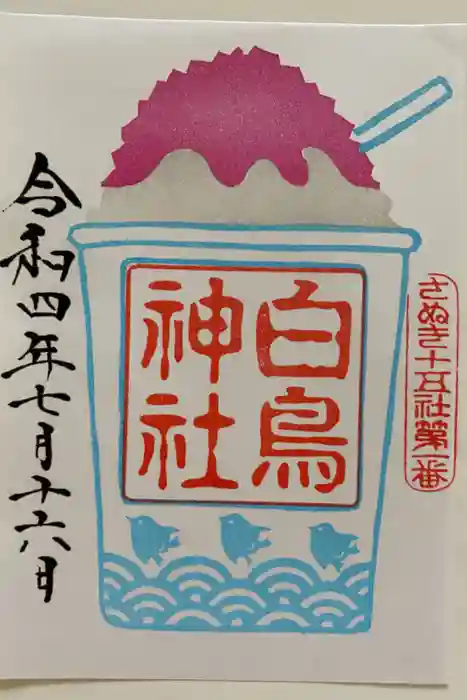 さぬき十五社第一番
白鳥
神社
令和四年七月十六日